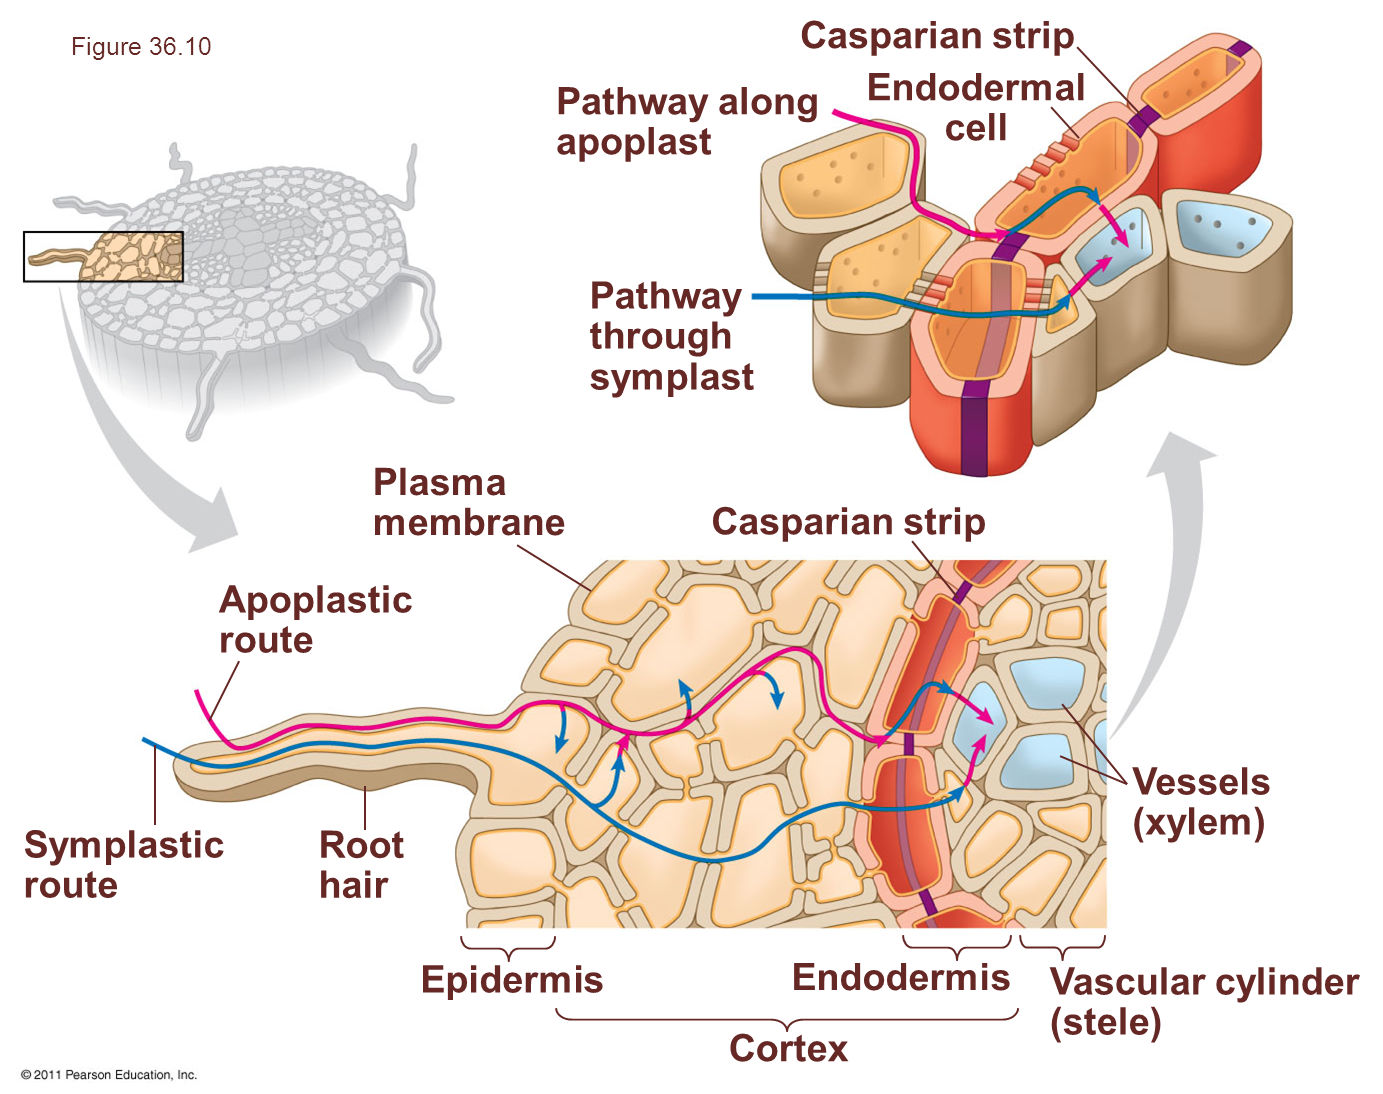 Figure 36.10
Casparian strip
Pathway along
apoplast
Endodermal
cell
Pathway
through
symplast
Plasma
membrane
Casparian strip
Apoplastic
route
Symplastic
route
Root
hair
Vessels
(xylem)
Epidermis
Endodermis
Vascular cylinder
(stele)
Cortex
© 2011 Pearson Education, Inc.